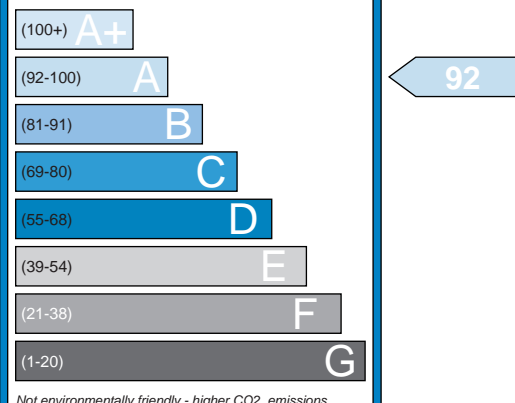 (100+) A+
(92-100) A
92
(81-91) B
(69-80) C
(55-68) D
(39-54) E
(21-38) F
(1-20) G
Not environmentally friendly - higher CO2 emissions